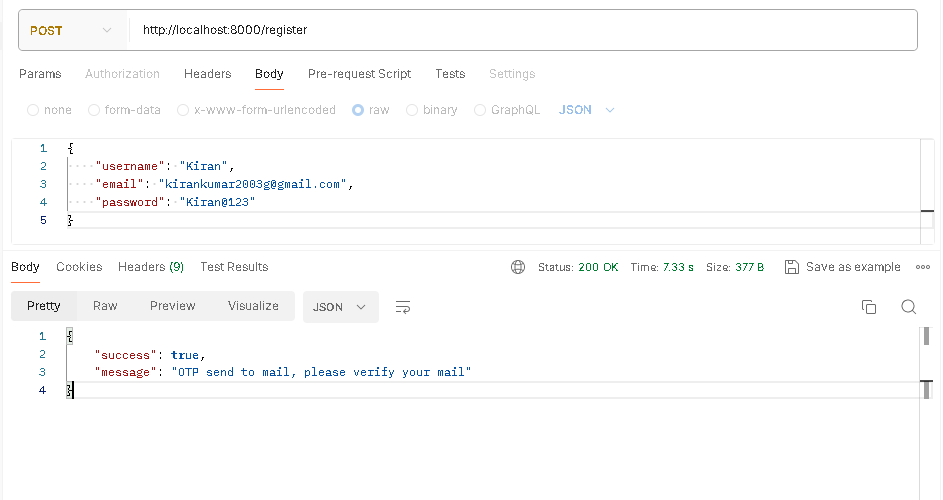 POST http://localhost:8000/register
Params Authorization Headers Body Pre-request Script Tests Settings
none form-data x-www-form-urlencoded raw binary GraphQL JSON
1 {
2 "username": "Kiran",
3 "email": "kirankumar2003g@gmail.com",
4 "password": "Kiran@123"
5 }
Body Cookies Headers (9) Test Results Status: 200 OK Time: 7.33 s Size: 377 B Save as example
Pretty Raw Preview Visualize JSON
1 {
2 "success": true,
3 "message": "OTP send to mail, please verify your mail"
4 }